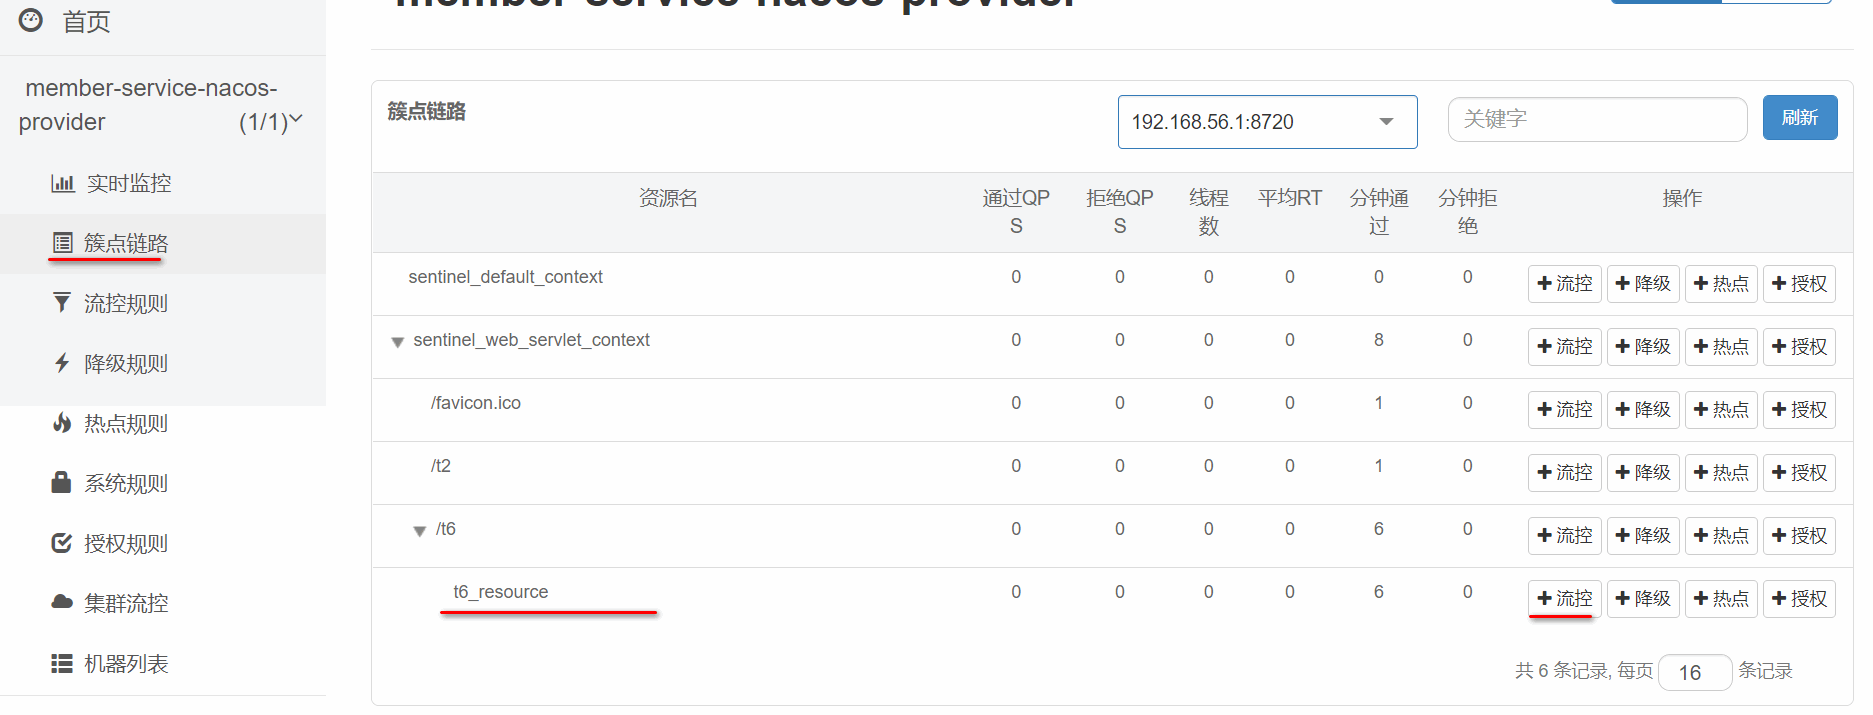 首页
member-service-nacos-provider
member-service-nacos-
provider (1/1)
实时监控
簇点链路
流控规则
降级规则
热点规则
系统规则
授权规则
集群流控
机器列表
簇点链路 192.168.56.1:8720 关键字 刷新
资源名 通过QPS 拒绝QPS 线程数 平均RT 分钟通过 分钟拒绝 操作
sentinel_default_context 0 0 0 0 0 0 流控 降级 热点 授权
sentinel_web_servlet_context 0 0 0 0 8 0 流控 降级 热点 授权
/favicon.ico 0 0 0 0 1 0 流控 降级 热点 授权
/t2 0 0 0 0 1 0 流控 降级 热点 授权
/t6 0 0 0 0 6 0 流控 降级 热点 授权
t6_resource 0 0 0 0 6 0 流控 降级 热点 授权
共 6 条记录, 每页 16 条记录